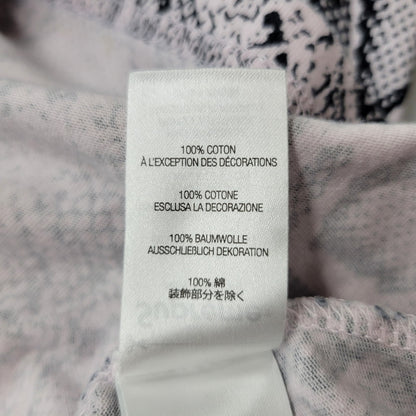 100% COTON
À L'EXCEPTION DES DÉCORATIONS
100% COTONE
ESCLUSA LA DECORAZIONE
100% BAUMWOLLE
AUSSCHLIEßLICH DEKORATION
100% 綿
装飾部分を除く